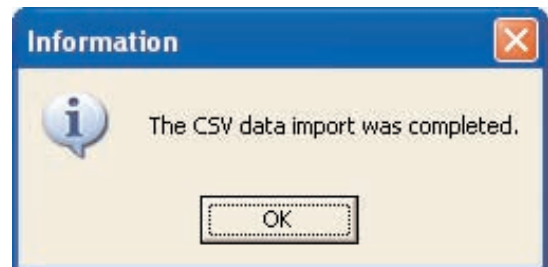 Information
The CSV data import was completed.
OK